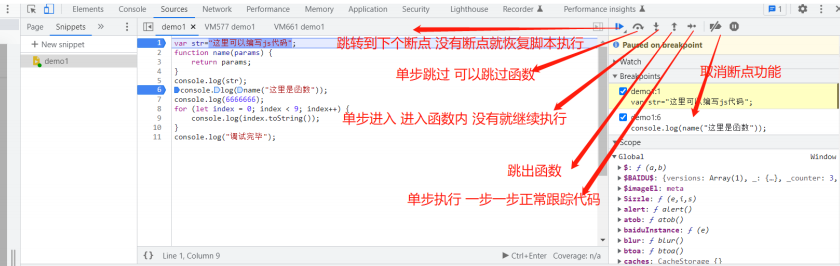 Elements Console Sources Network Performance Memory Application Security Lighthouse Recorder Performance insights 1
Page Snippets
New snippet
demo1
demo1 VM577 demo1 VM661 demo1
1 var str="这里可以编写js代码";
2 function name(params) {
3 return params;
4 }
5 console.log(str);
6 console.log(name("这里是函数"));
7 console.log(6666666);
8 for (let index = 0; index < 9; index++) {
9 console.log(index.toString());
10 }
11 console.log("调试完毕");
跳转到下个断点 没有断点就恢复脚本执行
单步跳过 可以跳过函数
取消断点功能
单步进入 进入函数内 没有就继续执行
跳出函数
单步执行 一步一步正常跟踪代码
Paused on breakpoint
Watch
Breakpoints
demo1:1
var str="这里可以编写js代码";
demo1:6
console.log(name("这里是函数"));
Scope
Global Window
$: ƒ (a,b)
$BAIDU$: {versions: Array(1), _: {…}, _counter: 3,
$imageEl: meta
Sizzle: ƒ (e,i,s)
alert: ƒ alert()
atob: ƒ atob()
baiduInstance: ƒ (e)
blur: ƒ blur()
btoa: ƒ btoa()
caches: CacheStorage {}
{} Line 1, Column 9 Ctrl+Enter Coverage: n/a